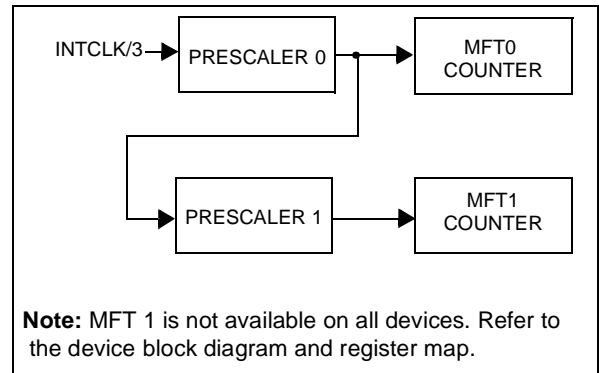 INTCLK/3
PRESCALER 0
MFT0
COUNTER
PRESCALER 1
MFT1
COUNTER
Note: MFT 1 is not available on all devices. Refer to
the device block diagram and register map.